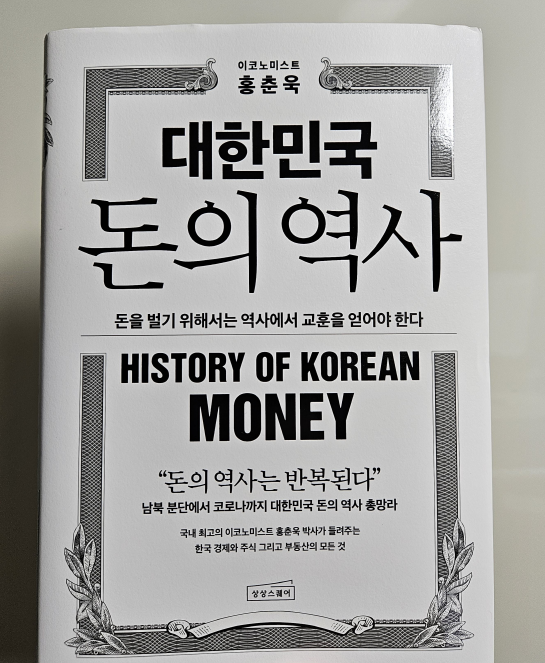 이코노미스트
홍춘욱
대한민국
돈의 역사
돈을 벌기 위해서는 역사에서 교훈을 얻어야 한다
HISTORY OF KOREAN
MONEY
“돈의 역사는 반복된다”
남북 분단에서 코로나까지 대한민국 돈의 역사 총망라
국내 최고의 이코노미스트 홍춘욱 박사가 들려주는
한국 경제와 주식 그리고 부동산의 모든 것
상상스퀘어